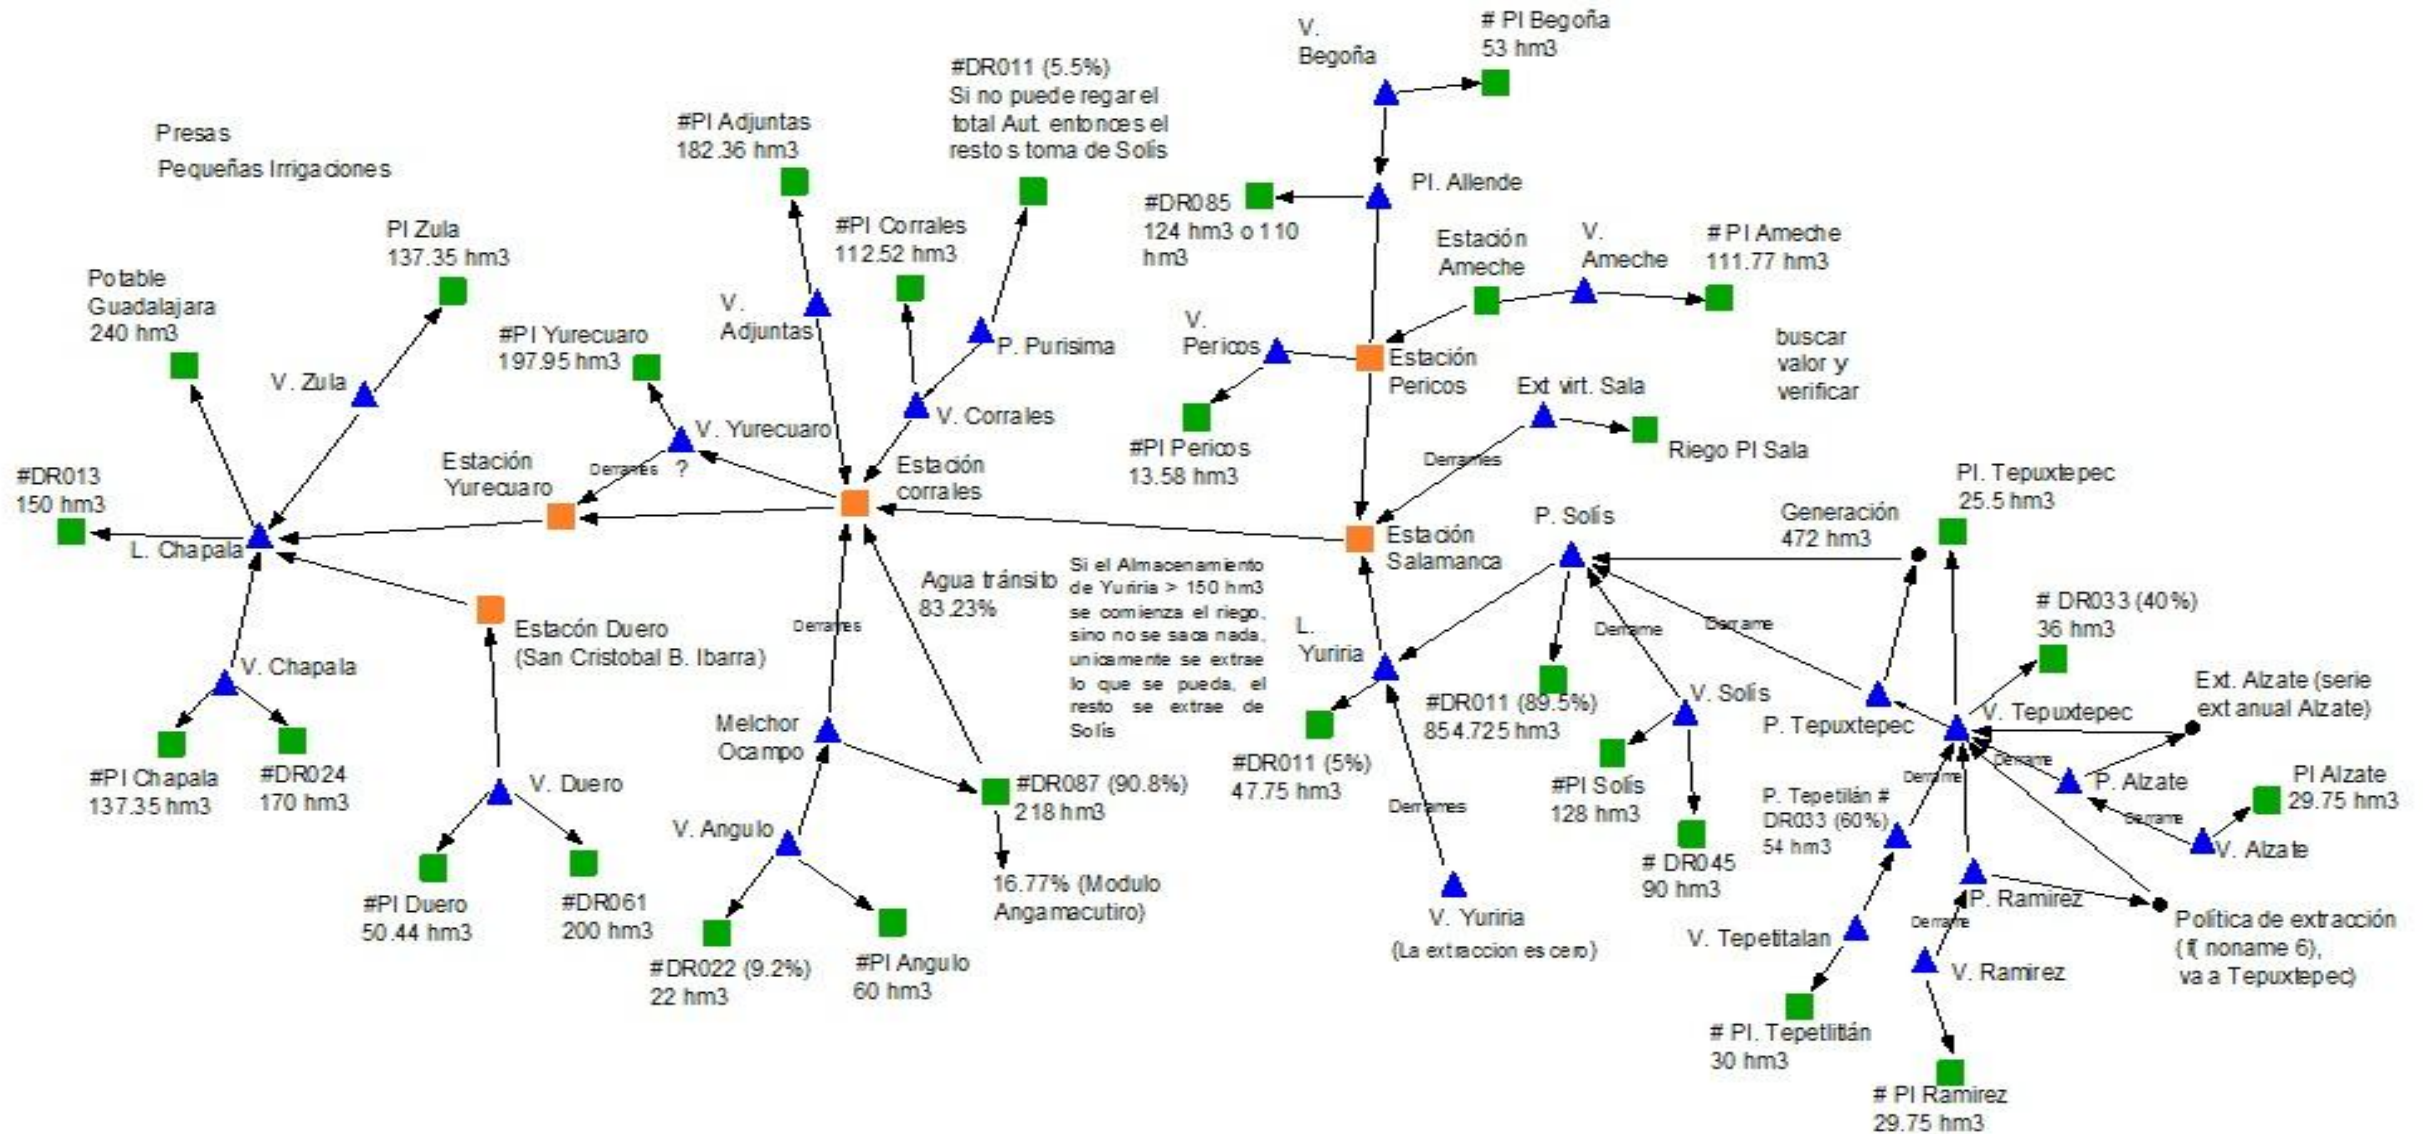 Presas
Pequeñas Irrigaciones
PI Zula
137.35 hm3
Potable
Guadalajara
240 hm3
V. Zula
#DR013
150 hm3
L. Chapala
V. Chapala
#PI Chapala
137.35 hm3
#DR024
170 hm3
Estación
Yurecuaro
Estacón Duero
(San Cristobal B. Ibarra)
V. Duero
#PI Duero
50.44 hm3
#DR061
200 hm3
#PI Yurecuaro
197.95 hm3
V. Yurecuaro
Derrames
?
#PI Adjuntas
182.36 hm3
V.
Adjuntas
#DR011 (5.5%)
Si no puede regar el
total Aut. entonces el
resto s toma de Solís
#PI Corrales
112.52 hm3
P. Purisima
V. Corrales
Estación
corrales
Agua tránsito
83.23%
Derrames
Melchor
Ocampo
V. Angulo
#DR022 (9.2%)
22 hm3
#PI Angulo
60 hm3
#DR087 (90.8%)
218 hm3
16.77% (Modulo
Angamacutiro)
V.
Begoña
# PI Begoña
53 hm3
PI. Allende
#DR085
124 hm3 o 110
hm3
Estación
Ameche
V.
Ameche
# PI Ameche
111.77 hm3
buscar
valor y
verificar
V.
Pericos
Estación
Pericos
#PI Pericos
13.58 hm3
Ext virt. Sala
Riego PI Sala
Derrames
Estación
Salamanca
Si el Almacenamiento
de Yuriria > 150 hm3
se comienza el riego,
sino no se saca nada,
unicamente se extrae
lo que se pueda, el
resto se extrae de
Solís
L.
Yuriria
#DR011 (5%)
47.75 hm3
Derrames
V. Yuriria
(La extraccion es cero)
P. Solís
#DR011 (89.5%)
854.725 hm3
Derrame
Derrame
V. Solís
#PI Solís
128 hm3
# DR045
90 hm3
Generación
472 hm3
PI. Tepuxtepec
25.5 hm3
# DR033 (40%)
36 hm3
P. Tepuxtepec
V. Tepuxtepec
Ext. Alzate (serie
ext anual Alzate)
P. Alzate
Derrame
Derrame
Derrame
PI Alzate
29.75 hm3
V. Alzate
P. Tepetilán #
DR033 (60%)
54 hm3
P. Ramirez
Derrame
V. Tepetitalan
V. Ramirez
Política de extracción
(f( noname 6),
va a Tepuxtepec)
# PI. Tepetlitlán
30 hm3
# PI Ramirez
29.75 hm3